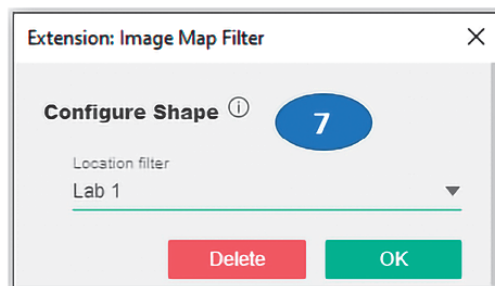 Extension: Image Map Filter
Configure Shape
7
Location filter
Lab 1
Delete OK